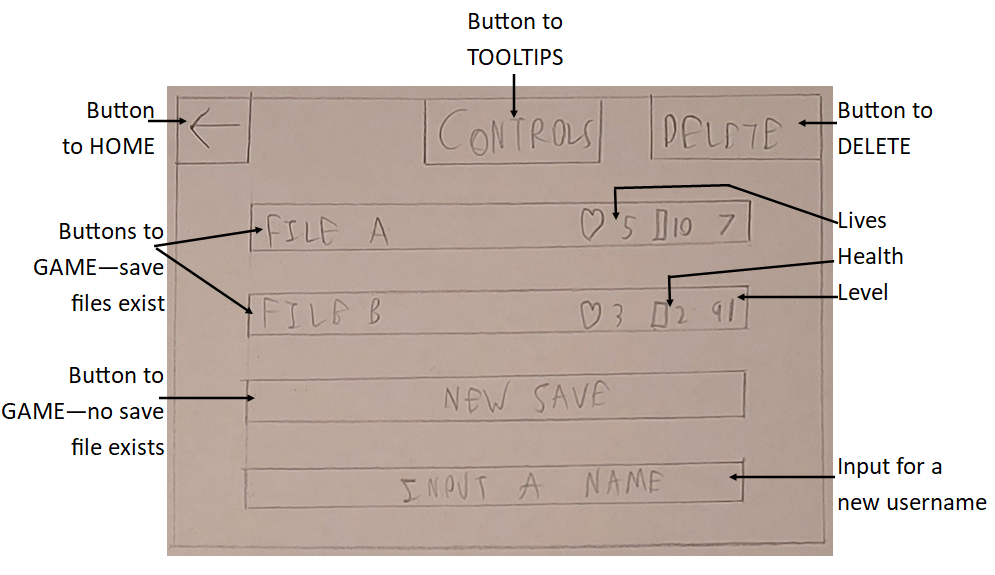 Button to
TOOLTIPS
Button
to HOME
CONTROLS
DELETE
Button to
DELETE
Buttons to
GAME—save
files exist
FILE A 5 10 7
FILE B 3 2 91
Lives
Health
Level
Button to
GAME—no save
file exists
NEW SAVE
INPUT A NAME
Input for a
new username